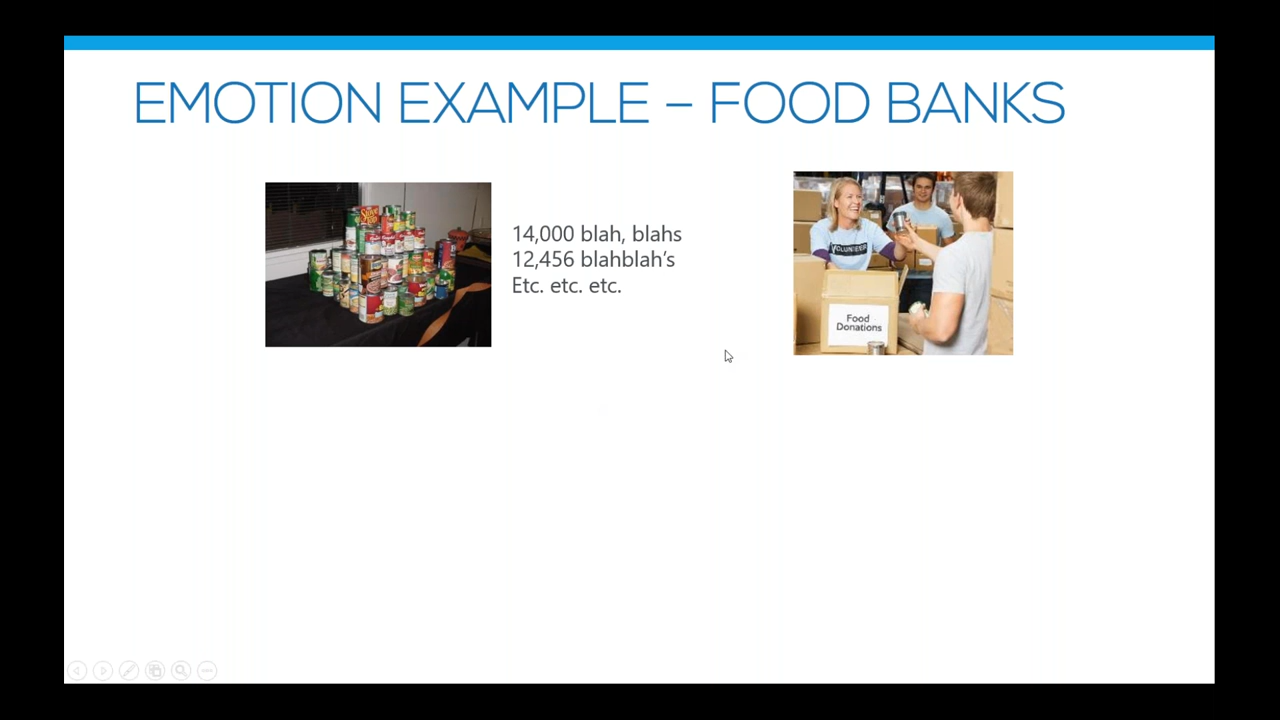 EMOTION EXAMPLE – FOOD BANKS
14,000 blah, blahs
12,456 blahblah's
Etc. etc. etc.
VOLUNTEER
Food
Donations